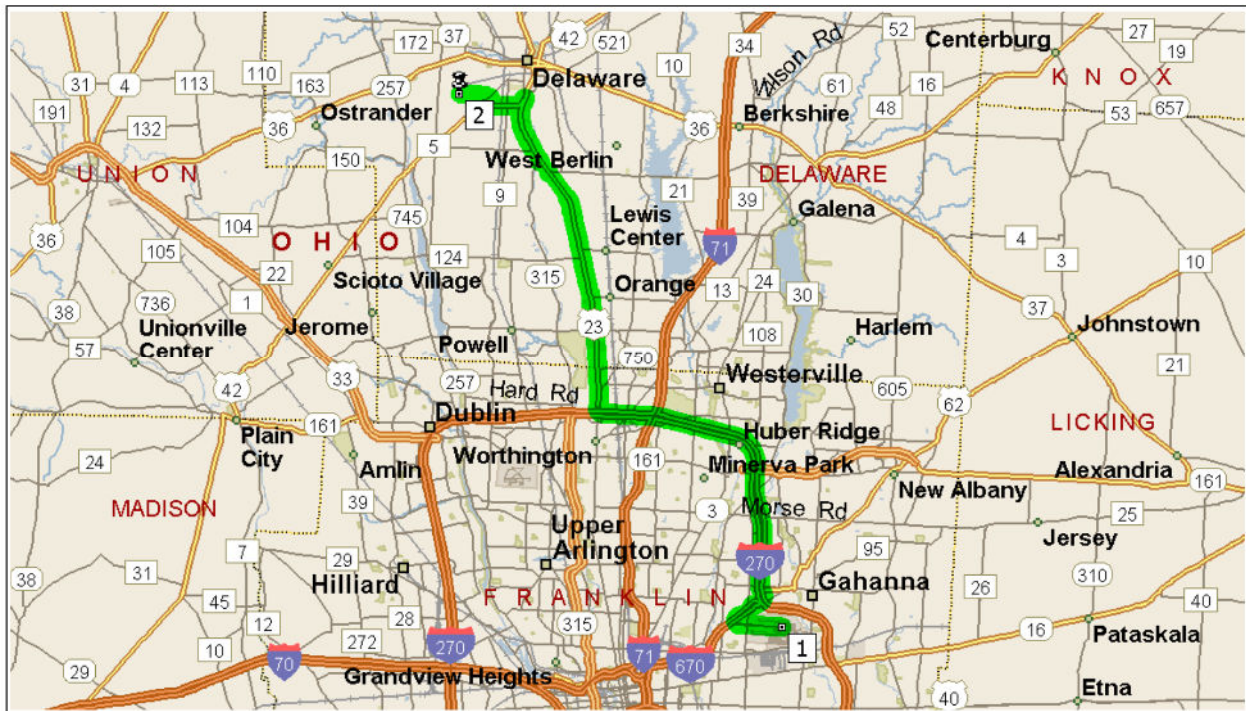 172
37
42
521
34
Wilson Rd
52
Centerburg
27
19
31
4
113
110
163
257
Delaware
10
61
16
KNOX
191
132
Ostrander
2
36
Berkshire
48
53
657
36
150
5
West Berlin
UNION
9
21
39
DELAWARE
104
745
Lewis
Center
Galena
36
105
OHIO
71
4
3
10
22
Scioto Village
124
315
Orange
13
24
30
38
736
1
Jerome
23
108
Harlem
37
Johnstown
Unionville
Center
57
Powell
750
21
42
33
257
Hard Rd
Westerville
605
62
161
Dublin
Huber Ridge
LICKING
Plain
City
Worthington
161
Minerva Park
Alexandria
24
Amlin
New Albany
161
MADISON
39
3
Morse Rd
25
Jersey
Upper
Arlington
7
29
270
95
38
31
Hilliard
Gahanna
26
310
45
FRANKLIN
40
12
28
315
1
16
Pataskala
10
272
270
71
670
29
70
Grandview Heights
40
Etna